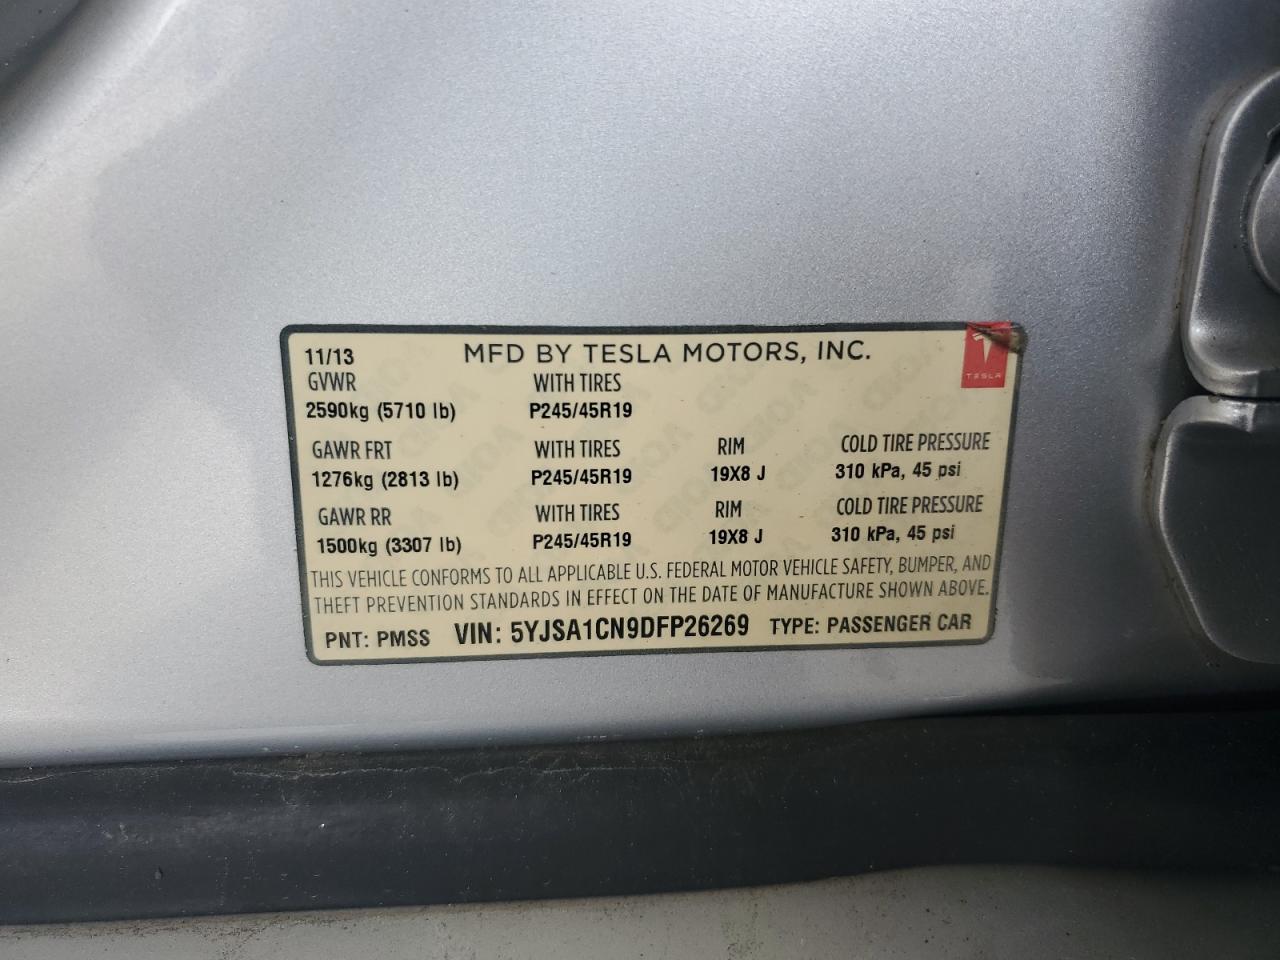 11/13 MFD BY TESLA MOTORS, INC.
TESLA
GVWR WITH TIRES
2590kg (5710 lb) P245/45R19
GAWR FRT WITH TIRES RIM COLD TIRE PRESSURE
1276kg (2813 lb) P245/45R19 19X8 J 310 kPa, 45 psi
GAWR RR WITH TIRES RIM COLD TIRE PRESSURE
1500kg (3307 lb) P245/45R19 19X8 J 310 kPa, 45 psi
THIS VEHICLE CONFORMS TO ALL APPLICABLE U.S. FEDERAL MOTOR VEHICLE SAFETY, BUMPER, AND
THEFT PREVENTION STANDARDS IN EFFECT ON THE DATE OF MANUFACTURE SHOWN ABOVE.
PNT: PMSS VIN: 5YJSA1CN9DFP26269 TYPE: PASSENGER CAR